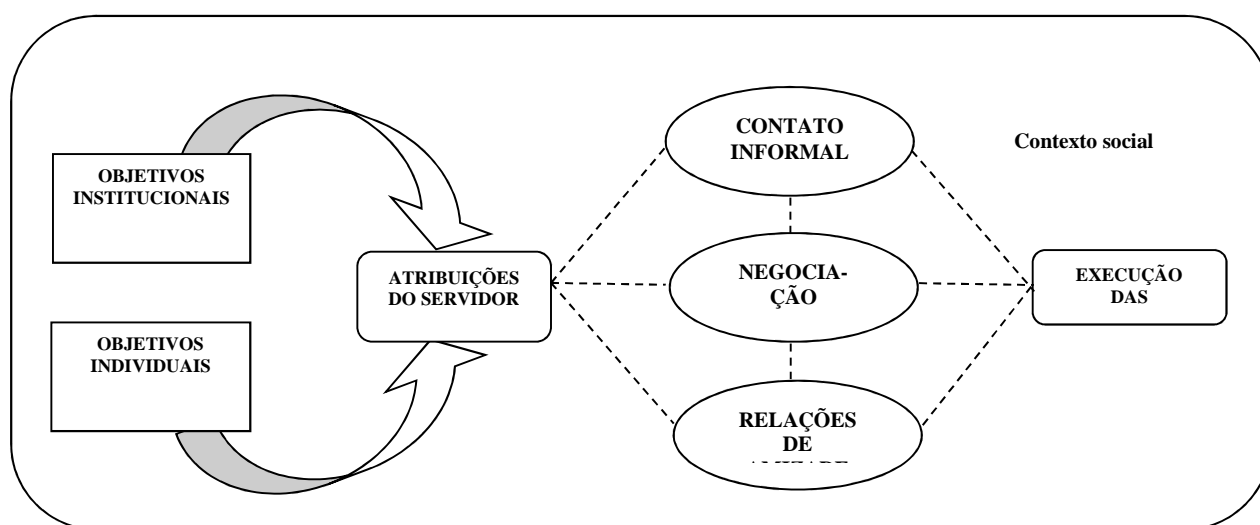 OBJETIVOS
INSTITUCIONAIS
OBJETIVOS
INDIVIDUAIS
ATRIBUIÇÕES
DO SERVIDOR
CONTATO
INFORMAL
NEGOCIA-
ÇÃO
RELAÇÕES
DE
Contexto social
EXECUÇÃO
DAS